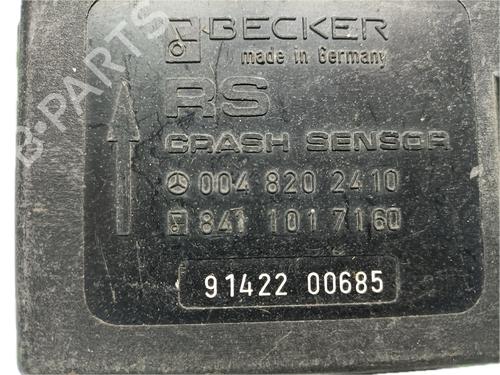 BECKER
made in Germany
RS
CRASH SENSOR
004 820 2410
841 101 7160
91422 00685
B-PARTS